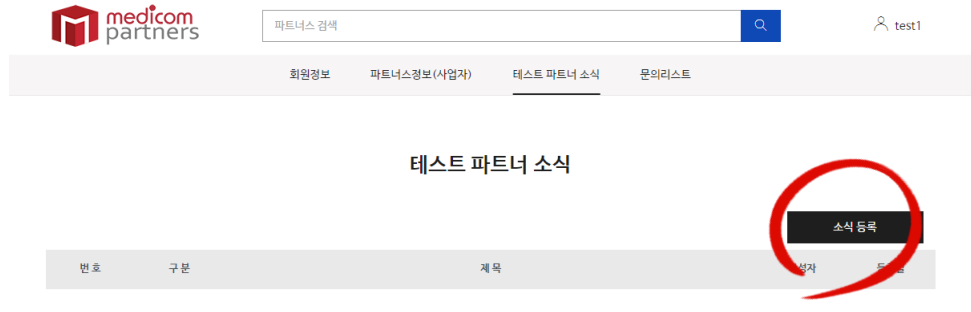 medicom
partners
파트너스 검색
test1
회원정보 파트너스정보(사업자) 테스트 파트너 소식 문의리스트
테스트 파트너 소식
소식 등록
번호 구분 제목